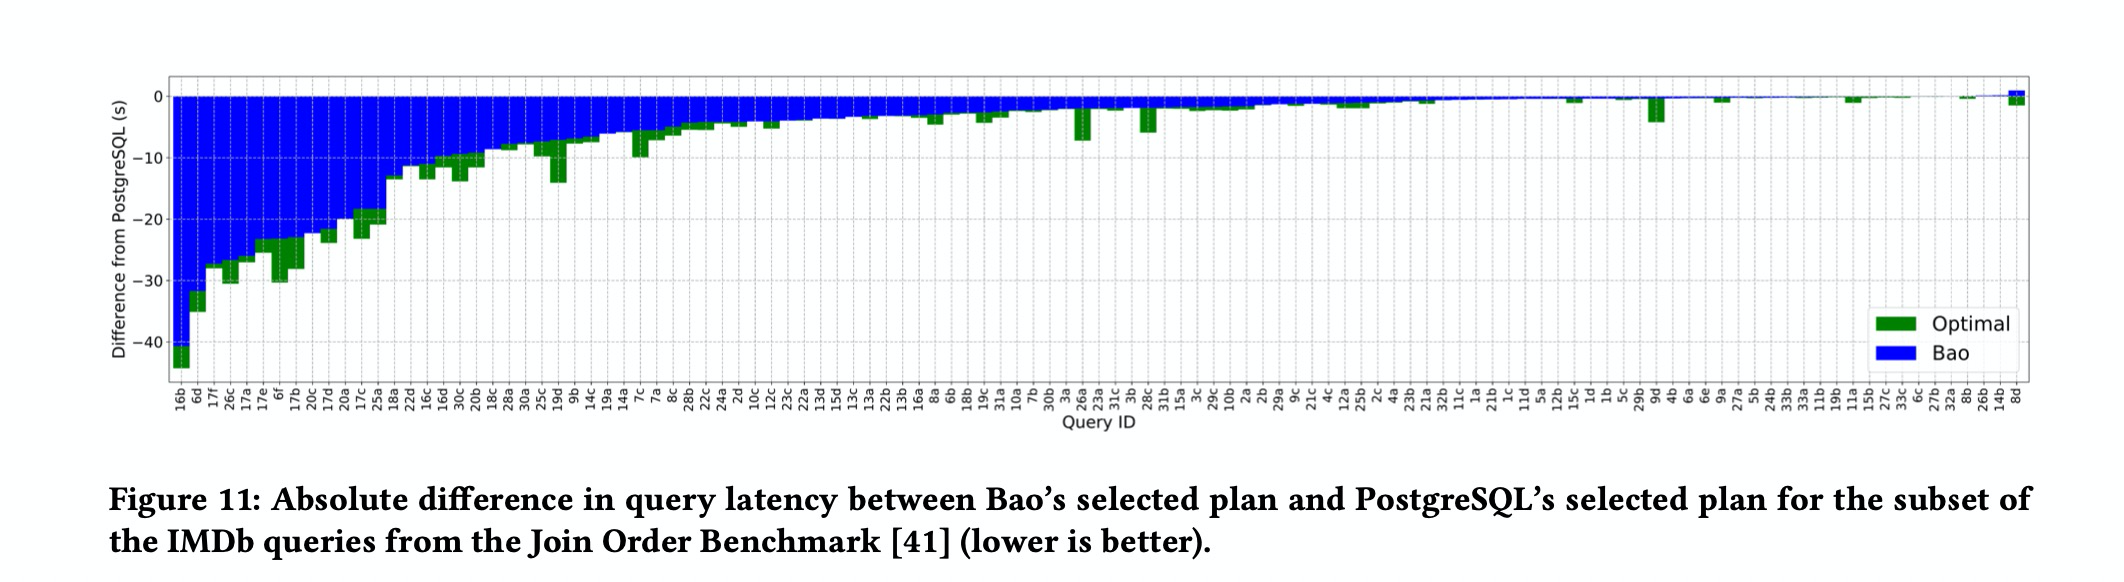 0
−10
−20
−30
−40
Difference from PostgreSQL (s)
Optimal
Bao
16b 6d 17f 26c 17a 17e 6f 17b 20c 17d 20a 17c 25a 18a 22d 16c 16d 30c 20b 18c 28a 30a 25c 19d 9b 14c 19a 14a 7c 7a 8c 28b 22c 24a 2d 10c 12c 23c 22a 13d 15d 13c 13a 22b 13b 16a 8a 6b 18b 19c 31a 10a 7b 30b 3a 26a 23a 31c 3b 28c 31b 15a 3c 29c 10b 2a 2b 29a 9c 21c 4c 12a 25b 2c 4a 23b 21a 32b 11c 1a 21b 1c 11d 5a 12b 15c 1d 1b 5c 29b 9d 4b 6a 6e 9a 27a 5b 24b 33b 33a 11b 19b 11a 15b 27c 33c 6c 27b 32a 8b 26b 14b 8d
Query ID
Figure 11: Absolute difference in query latency between Bao’s selected plan and PostgreSQL’s selected plan for the subset of
the IMDb queries from the Join Order Benchmark [41] (lower is better).